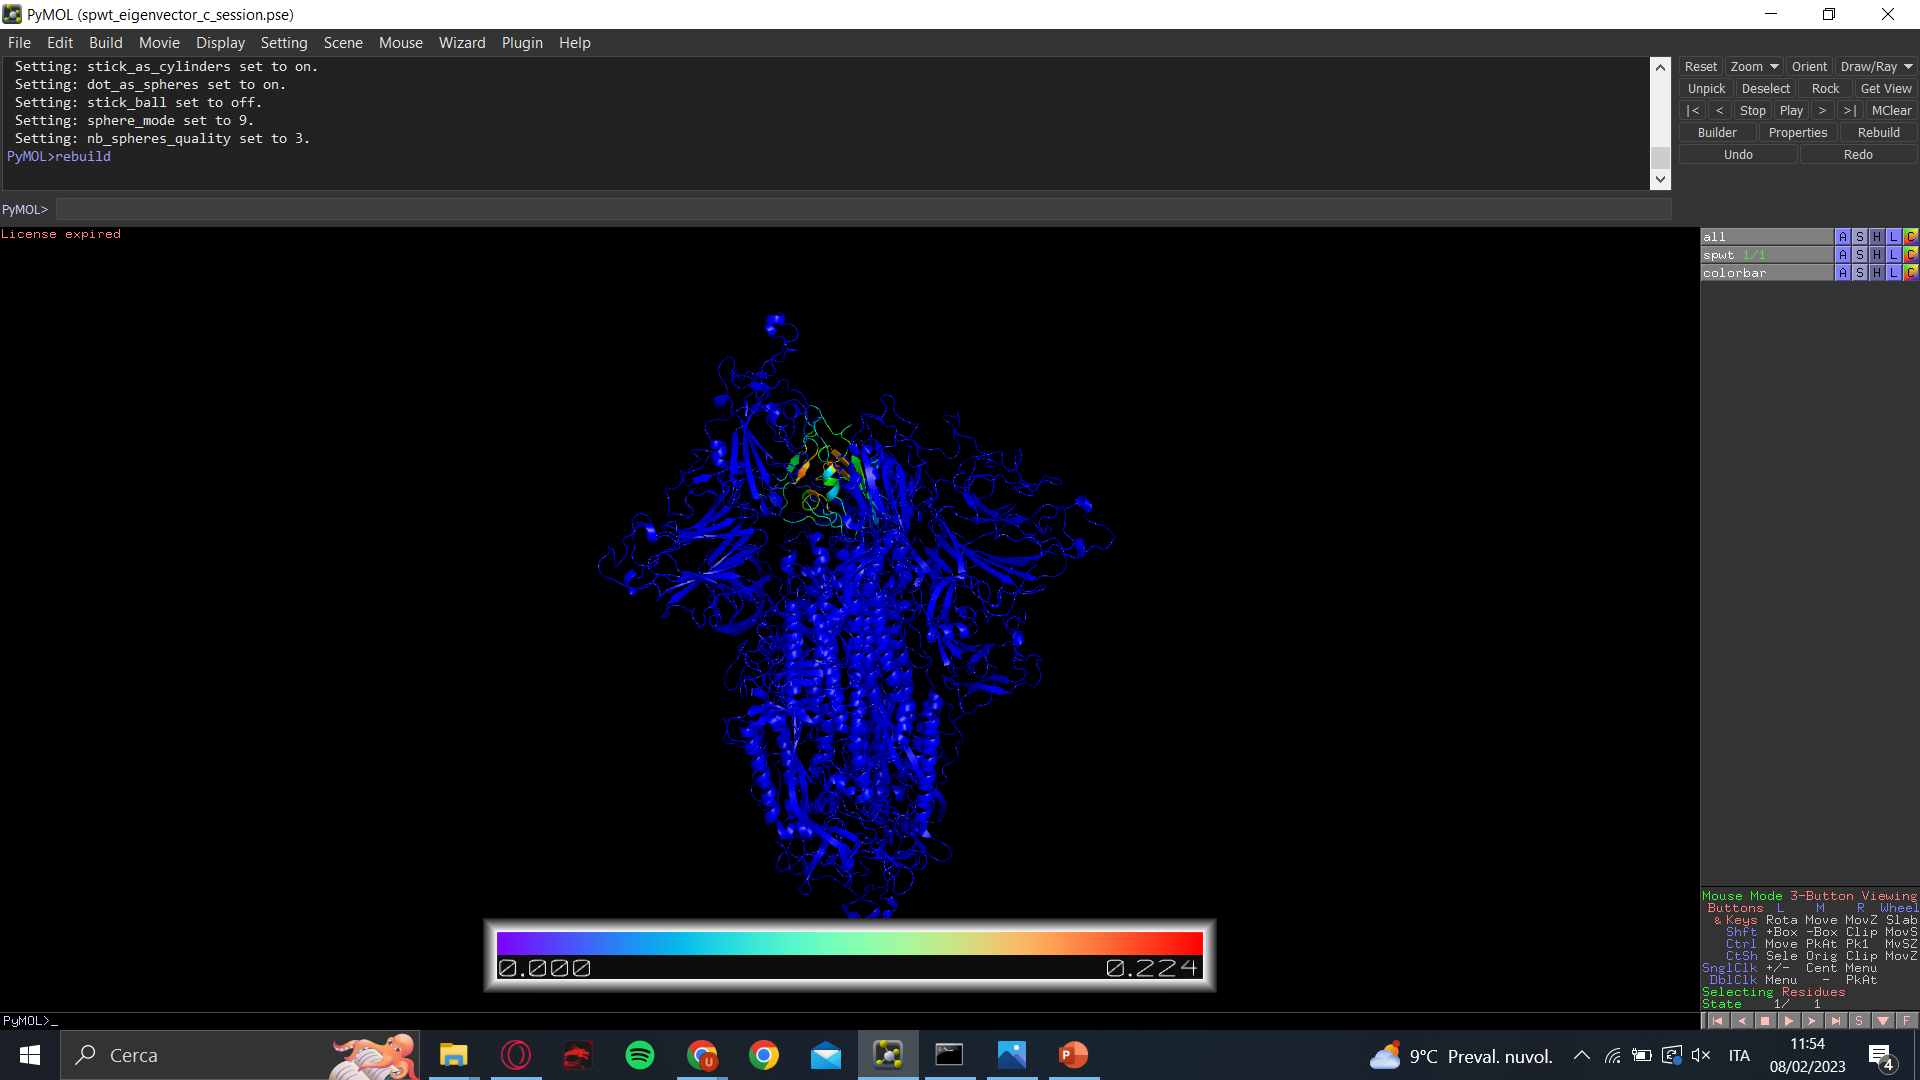 PyMOL (spwt_eigenvector_c_session.pse)
File Edit Build Movie Display Setting Scene Mouse Wizard Plugin Help
Setting: stick_as_cylinders set to on.
Setting: dot_as_spheres set to on.
Setting: stick_ball set to off.
Setting: sphere_mode set to 9.
Setting: nb_spheres_quality set to 3.
PyMOL>rebuild
PyMOL>
Reset Zoom Orient Draw/Ray
Unpick Deselect Rock Get View
|< < Stop Play > >| MClear
Builder Properties Rebuild
Undo Redo
License expired
all A S H L C
spwt 1/1 A S H L C
colorbar A S H L C
0.000 0.224
Mouse Mode 3-Button Viewing
Buttons L M R Wheel
& Keys Rota Move MovZ Slab
Shft +Box -Box Clip MovS
Ctrl Move PkAt Pk1 MvSZ
CtSh Sele Orig Clip MovZ
SnglClk +/- Cent Menu
DblClk Menu - PkAt
Selecting Residues
State 1/ 1
S F
PyMOL>_
Cerca
9°C Preval. nuvol.
ITA
11:54
08/02/2023
4